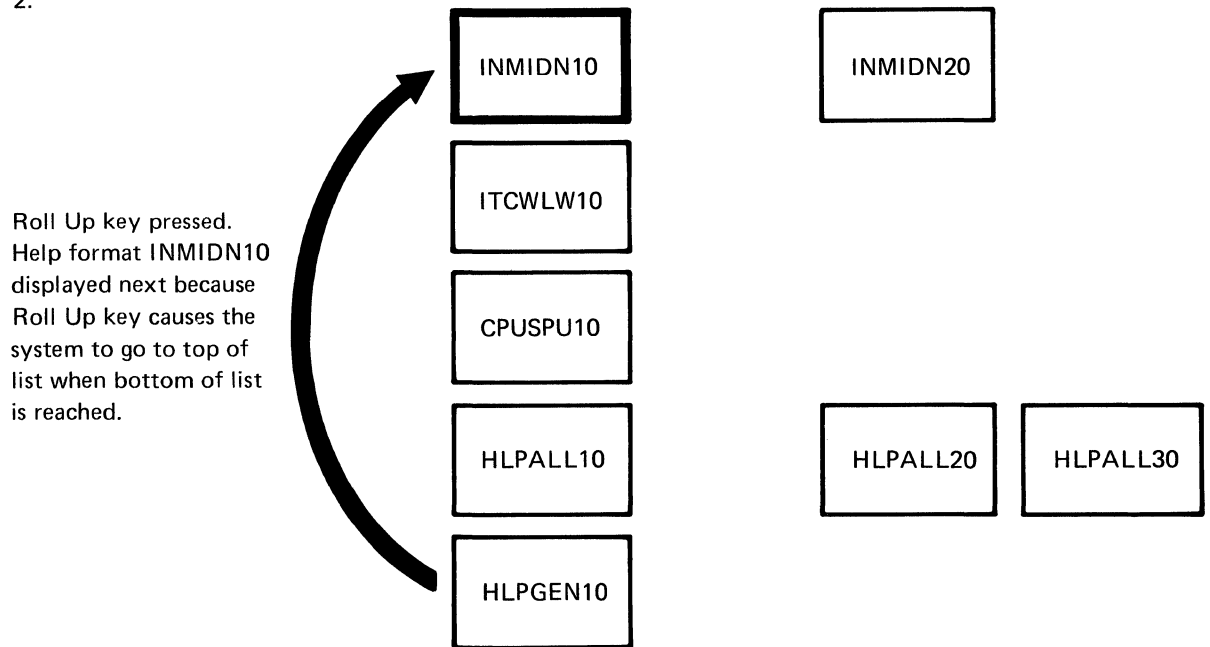 2.
INMIDN10
INMIDN20
ITCWLW10
Roll Up key pressed.
Help format INMIDN10
displayed next because
Roll Up key causes the
system to go to top of
list when bottom of list
is reached.
CPUSPU10
HLPALL10
HLPALL20
HLPALL30
HLPGEN10